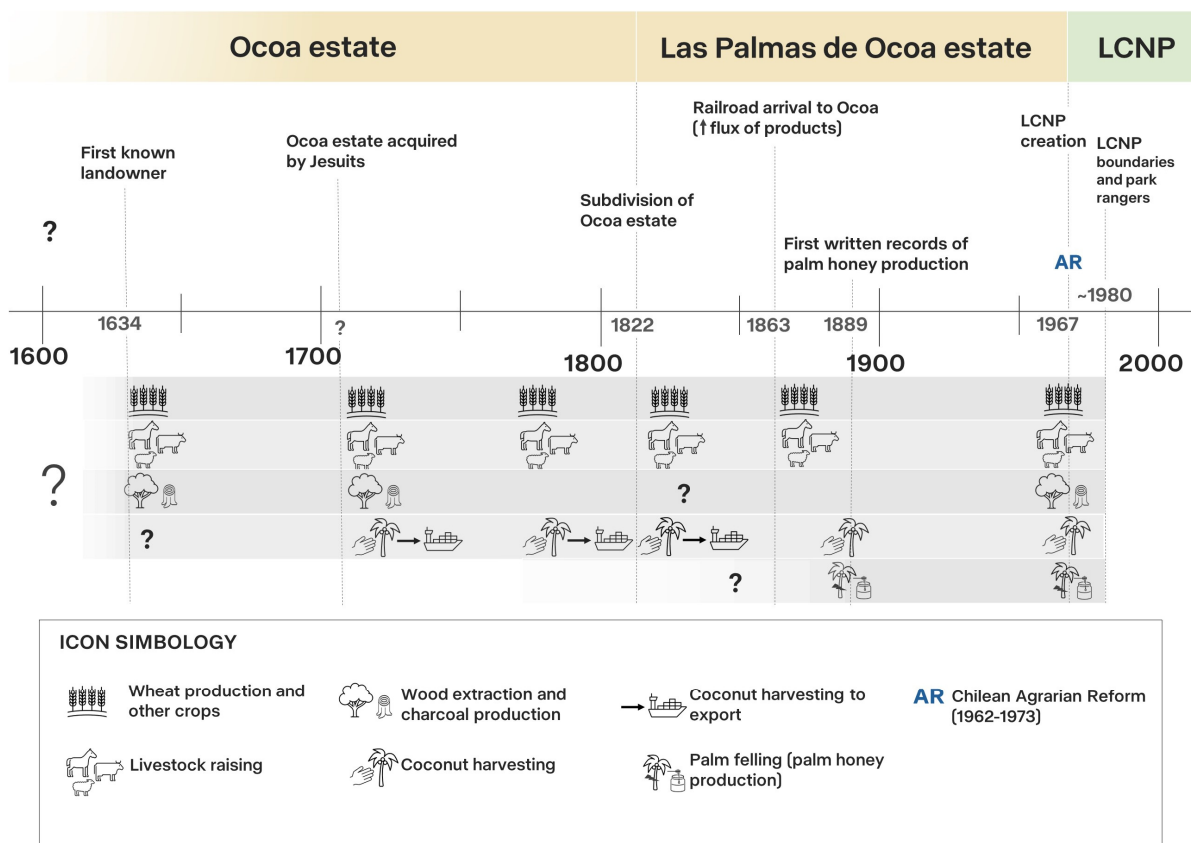 Ocoa estate
Las Palmas de Ocoa estate
LCNP
First known
landowner
Ocoa estate acquired
by Jesuits
Subdivision of
Ocoa estate
Railroad arrival to Ocoa
(↑ flux of products)
First written records of
palm honey production
LCNP
creation
LCNP
boundaries
and park
rangers
?
AR
~1980
1634
?
1822
1863
1889
1967
1600
1700
1800
1900
2000
?
?
?
?
ICON SIMBOLOGY
Wheat production and
other crops
Wood extraction and
charcoal production
Coconut harvesting to
export
AR Chilean Agrarian Reform
(1962-1973)
Livestock raising
Coconut harvesting
Palm felling (palm honey
production)